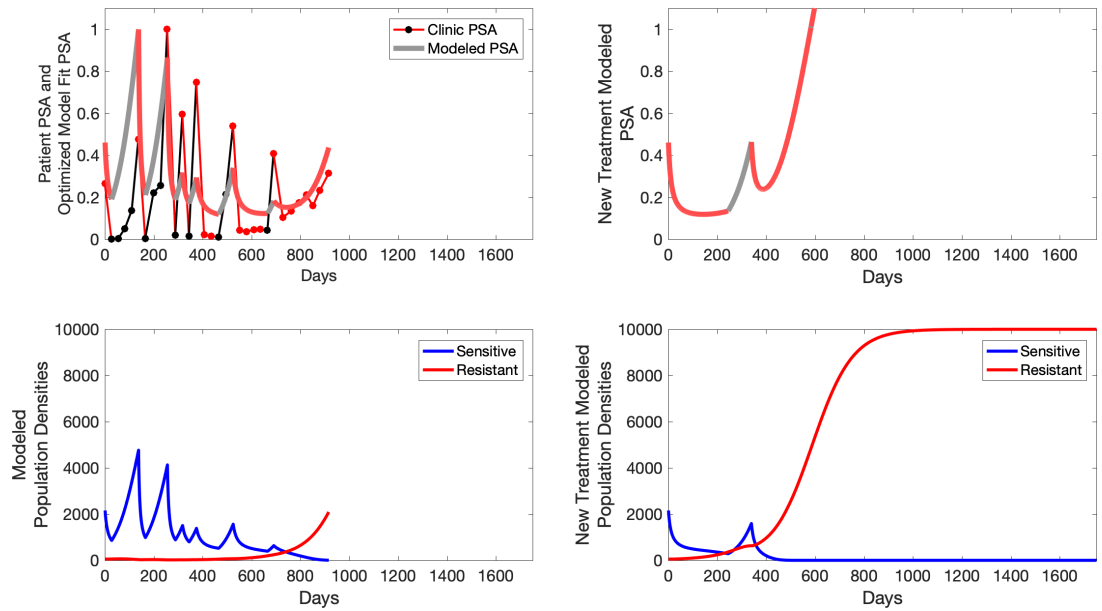 Patient PSA and
Optimized Model Fit PSA
1
0.8
0.6
0.4
0.2
0
0 200 400 600 800 1000 1200 1400 1600
Days
Clinic PSA
Modeled PSA
New Treatment Modeled
PSA
1
0.8
0.6
0.4
0.2
0
0 200 400 600 800 1000 1200 1400 1600
Days
Modeled
Population Densities
10000
8000
6000
4000
2000
0
0 200 400 600 800 1000 1200 1400 1600
Days
Sensitive
Resistant
New Treatment Modeled
Population Densities
10000
8000
6000
4000
2000
0
0 200 400 600 800 1000 1200 1400 1600
Days
Sensitive
Resistant